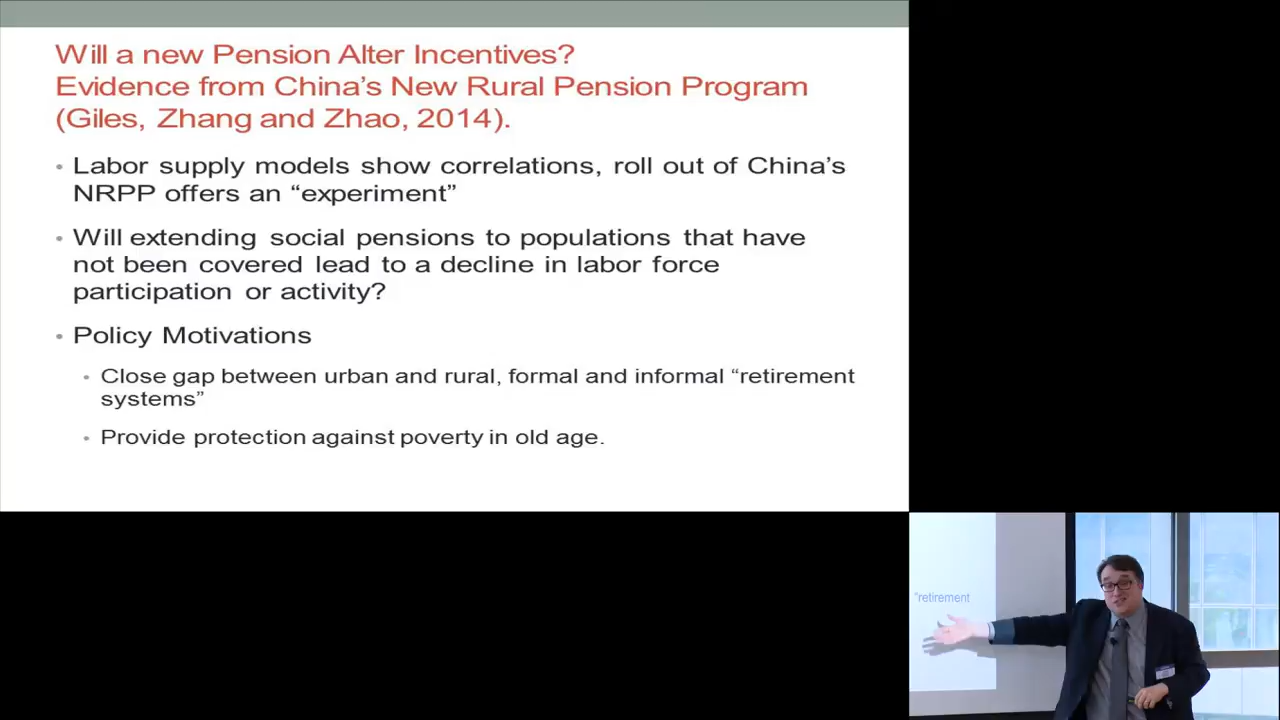 Will a new Pension Alter Incentives?
Evidence from China's New Rural Pension Program
(Giles, Zhang and Zhao, 2014).
• Labor supply models show correlations, roll out of China's
NRPP offers an “experiment”
• Will extending social pensions to populations that have
not been covered lead to a decline in labor force
participation or activity?
• Policy Motivations
• Close gap between urban and rural, formal and informal “retirement
systems”
• Provide protection against poverty in old age.
“retirement